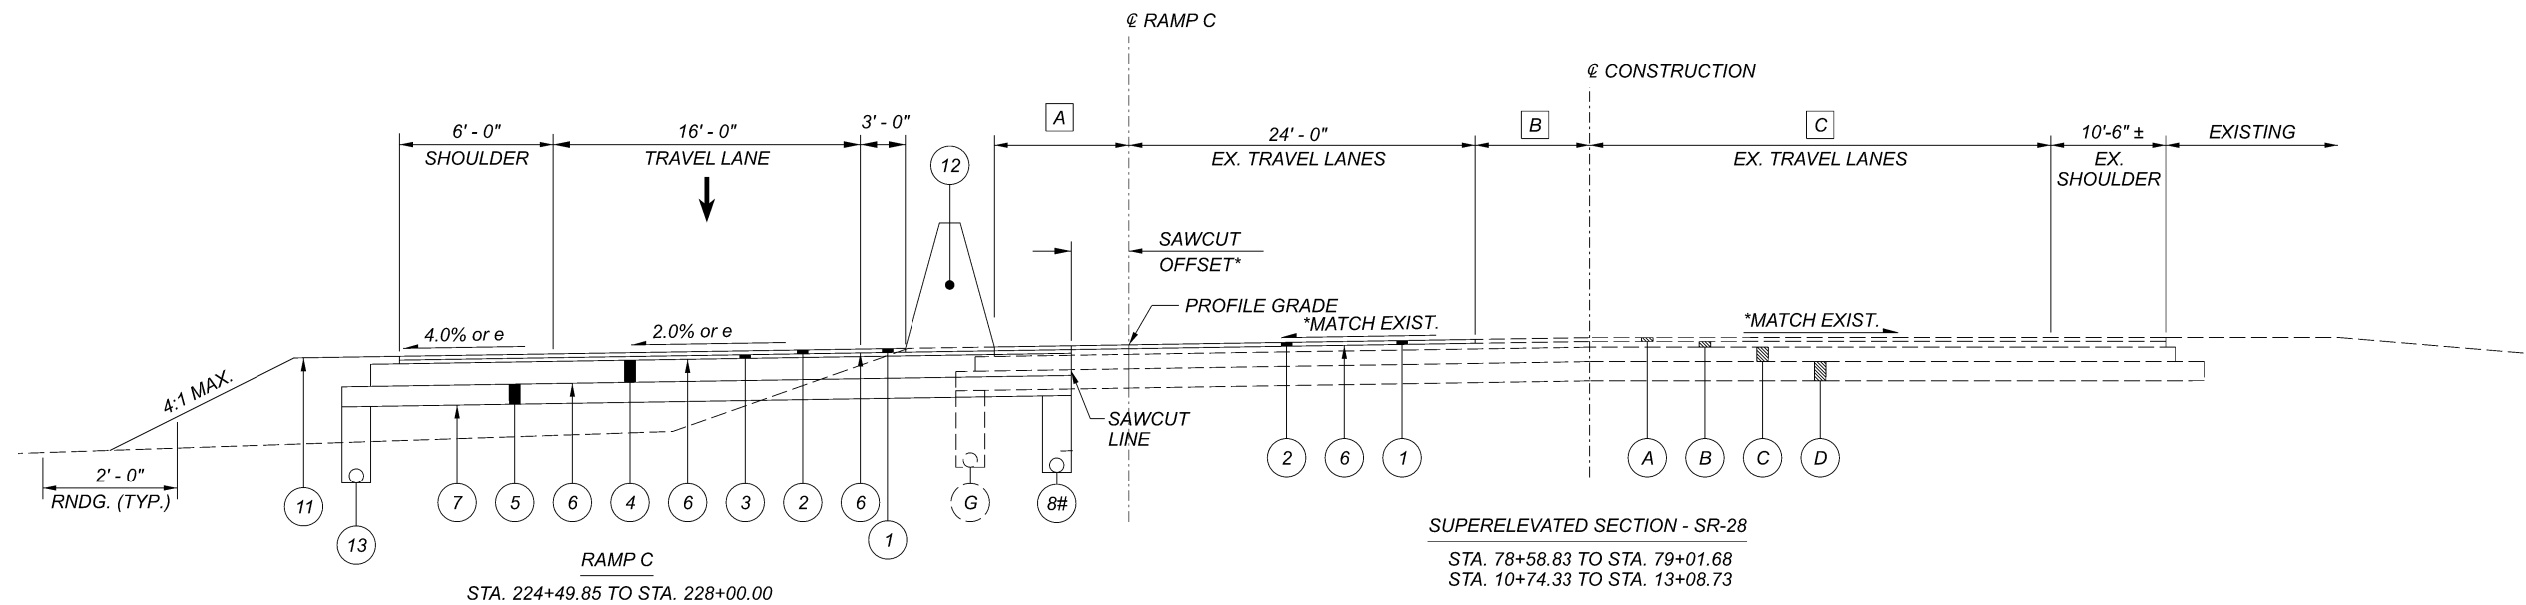 ℄ RAMP C
℄ CONSTRUCTION
6' - 0"
SHOULDER
16' - 0"
TRAVEL LANE
3' - 0"
12
A
24' - 0"
EX. TRAVEL LANES
B
C
EX. TRAVEL LANES
10'-6" ±
EX.
SHOULDER
EXISTING
SAWCUT
OFFSET*
PROFILE GRADE
4.0% or e
2.0% or e
*MATCH EXIST.
*MATCH EXIST.
4:1 MAX.
SAWCUT
LINE
2' - 0"
RNDG. (TYP.)
11
13
7
5
6
4
6
3
2
6
1
G
8#
2
6
1
A
B
C
D
RAMP C
STA. 224+49.85 TO STA. 228+00.00
SUPERELEVATED SECTION - SR-28
STA. 78+58.83 TO STA. 79+01.68
STA. 10+74.33 TO STA. 13+08.73